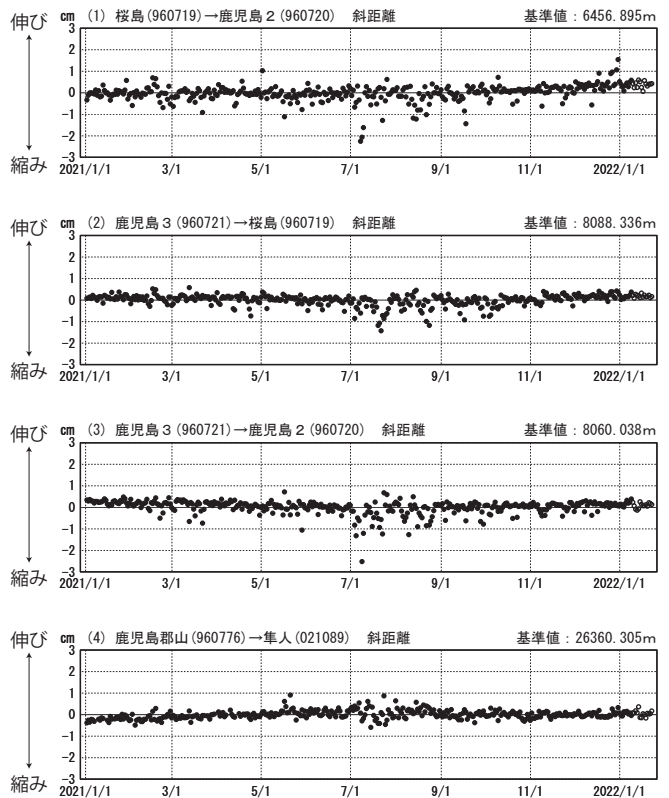 伸び cm (1) 桜島(960719)→鹿児島2(960720) 斜距離 基準値:6456.895m
3
2
1
0
-1
-2
-3
縮み
2021/1/1 3/1 5/1 7/1 9/1 11/1 2022/1/1
伸び cm (2) 鹿児島3(960721)→桜島(960719) 斜距離 基準値:8088.336m
3
2
1
0
-1
-2
-3
縮み
2021/1/1 3/1 5/1 7/1 9/1 11/1 2022/1/1
伸び cm (3) 鹿児島3(960721)→鹿児島2(960720) 斜距離 基準値:8060.038m
3
2
1
0
-1
-2
-3
縮み
2021/1/1 3/1 5/1 7/1 9/1 11/1 2022/1/1
伸び cm (4) 鹿児島郡山(960776)→隼人(021089) 斜距離 基準値:26360.305m
3
2
1
0
-1
-2
-3
縮み
2021/1/1 3/1 5/1 7/1 9/1 11/1 2022/1/1